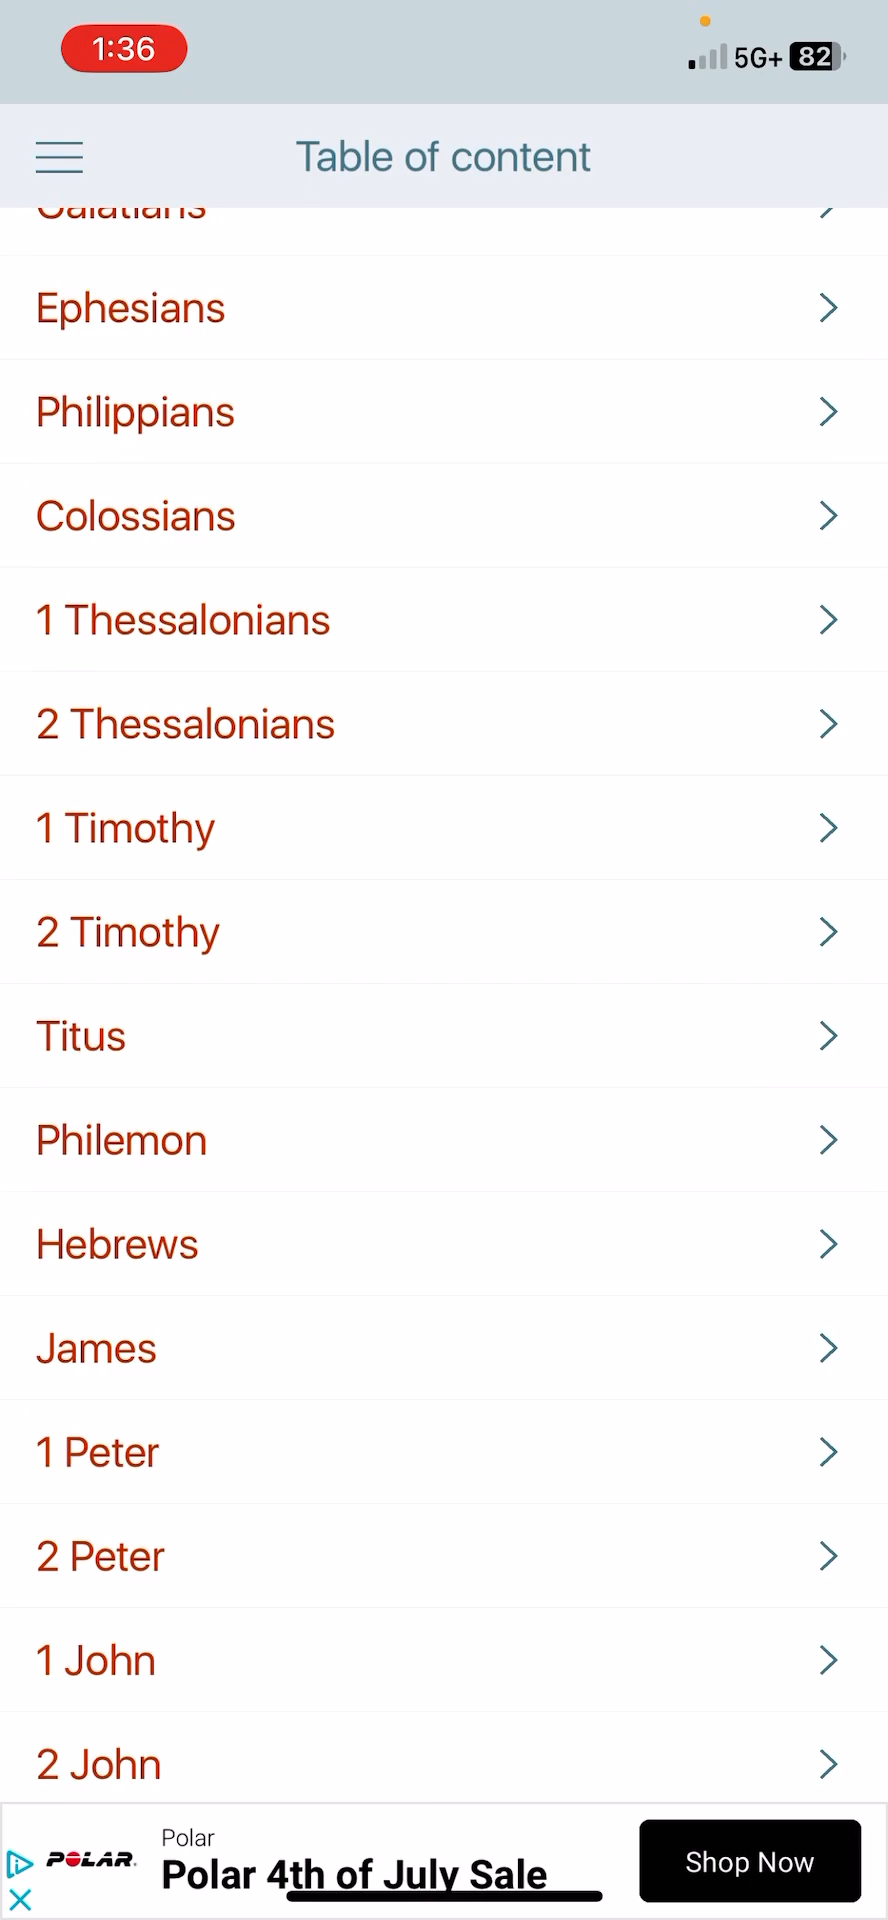 1:36
5G+ 82
Table of content
Galatians
Ephesians
Philippians
Colossians
1 Thessalonians
2 Thessalonians
1 Timothy
2 Timothy
Titus
Philemon
Hebrews
James
1 Peter
2 Peter
1 John
2 John
Polar
POLAR.
Polar 4th of July Sale
Shop Now